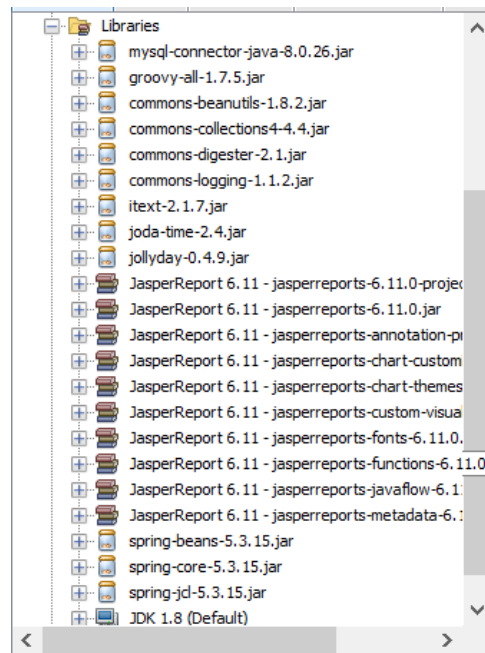 Libraries
mysql-connector-java-8.0.26.jar
groovy-all-1.7.5.jar
commons-beanutils-1.8.2.jar
commons-collections4-4.4.jar
commons-digester-2.1.jar
commons-logging-1.1.2.jar
itext-2.1.7.jar
joda-time-2.4.jar
jollyday-0.4.9.jar
JasperReport 6.11 - jasperreports-6.11.0-projec
JasperReport 6.11 - jasperreports-6.11.0.jar
JasperReport 6.11 - jasperreports-annotation-pr
JasperReport 6.11 - jasperreports-chart-custom
JasperReport 6.11 - jasperreports-chart-themes
JasperReport 6.11 - jasperreports-custom-visual
JasperReport 6.11 - jasperreports-fonts-6.11.0.
JasperReport 6.11 - jasperreports-functions-6.11.0
JasperReport 6.11 - jasperreports-javaflow-6.1
JasperReport 6.11 - jasperreports-metadata-6.1
spring-beans-5.3.15.jar
spring-core-5.3.15.jar
spring-jcl-5.3.15.jar
JDK 1.8 (Default)